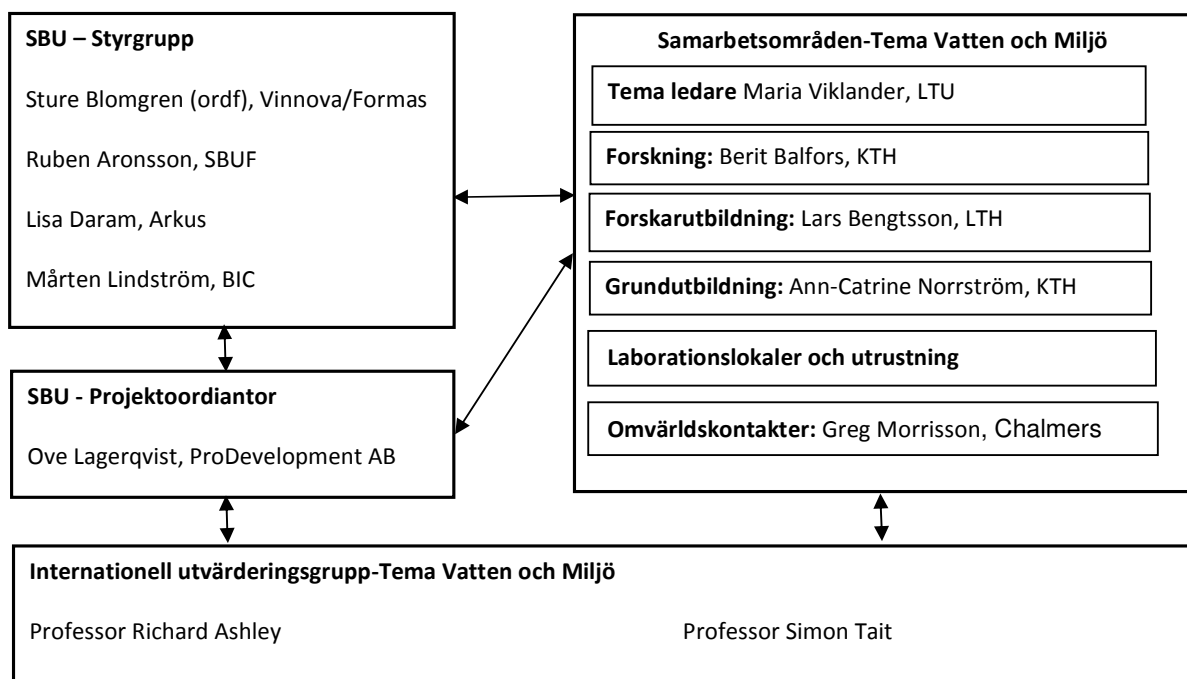 SBU – Styrgrupp
Sture Blomgren (ordf), Vinnova/Formas
Ruben Aronsson, SBUF
Lisa Daram, Arkus
Mårten Lindström, BIC
SBU - Projektoordiantor
Ove Lagerqvist, ProDevelopment AB
Samarbetsområden-Tema Vatten och Miljö
Tema ledare Maria Viklander, LTU
Forskning: Berit Balfors, KTH
Forskarutbildning: Lars Bengtsson, LTH
Grundutbildning: Ann-Catrine Norrström, KTH
Laborationslokaler och utrustning
Omvärldskontakter: Greg Morrisson, Chalmers
Internationell utvärderingsgrupp-Tema Vatten och Miljö
Professor Richard Ashley Professor Simon Tait